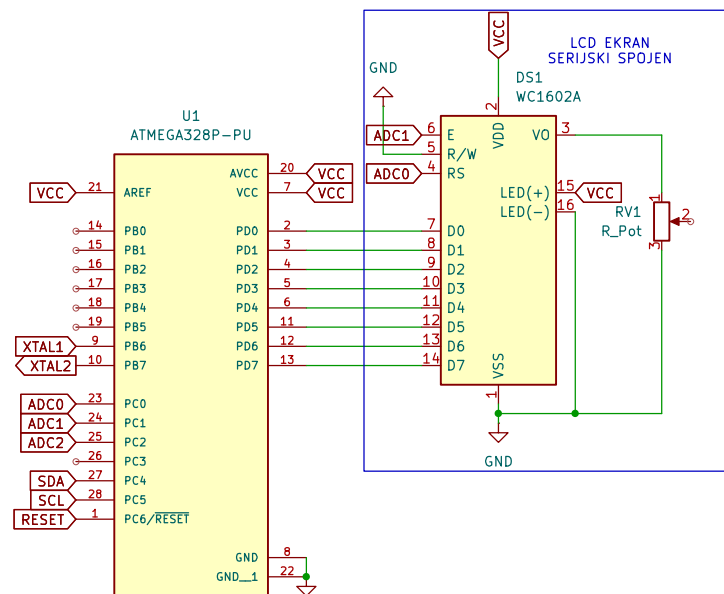 VCC
LCD EKRAN
SERIJSKI SPOJEN
GND
DS1
WC1602A
U1
ATMEGA328P-PU
2
VDD
ADC1 6 E
VO 3
5 R/W
ADC0 4 RS
AVCC 20 VCC
VCC 7 VCC
VCC 21 AREF
LED(+) 15 VCC
LED(-) 16
RV1
R_Pot
1
2
3
14 PB0
PD0 2
7 D0
15 PB1
PD1 3
8 D1
16 PB2
PD2 4
9 D2
17 PB3
PD3 5
10 D3
18 PB4
PD4 6
11 D4
19 PB5
PD5 11
12 D5
XTAL1 9 PB6
PD6 12
13 D6
XTAL2 10 PB7
PD7 13
14 D7
VSS
1
GND
ADC0 23 PC0
ADC1 24 PC1
ADC2 25 PC2
26 PC3
SDA 27 PC4
SCL 28 PC5
RESET 1 PC6/RESET
GND 8
GND__1 22